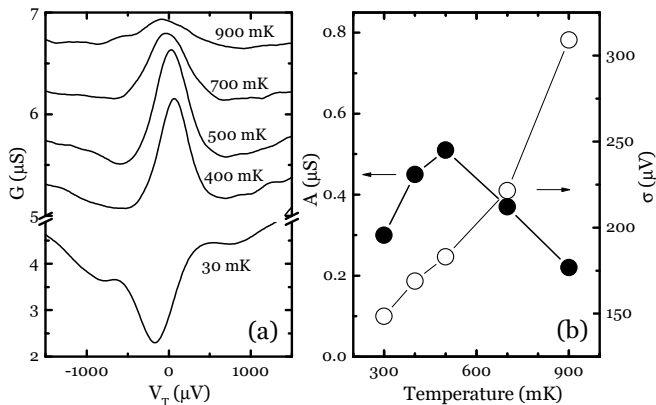 7
6
5
4
3
2
G (µS)
900 mK
700 mK
500 mK
400 mK
30 mK
(a)
-1000 0 1000
V_T (µV)
0.8
0.6
0.4
0.2
0.0
A (µS)
300
250
200
150
σ (µV)
(b)
300 600 900
Temperature (mK)